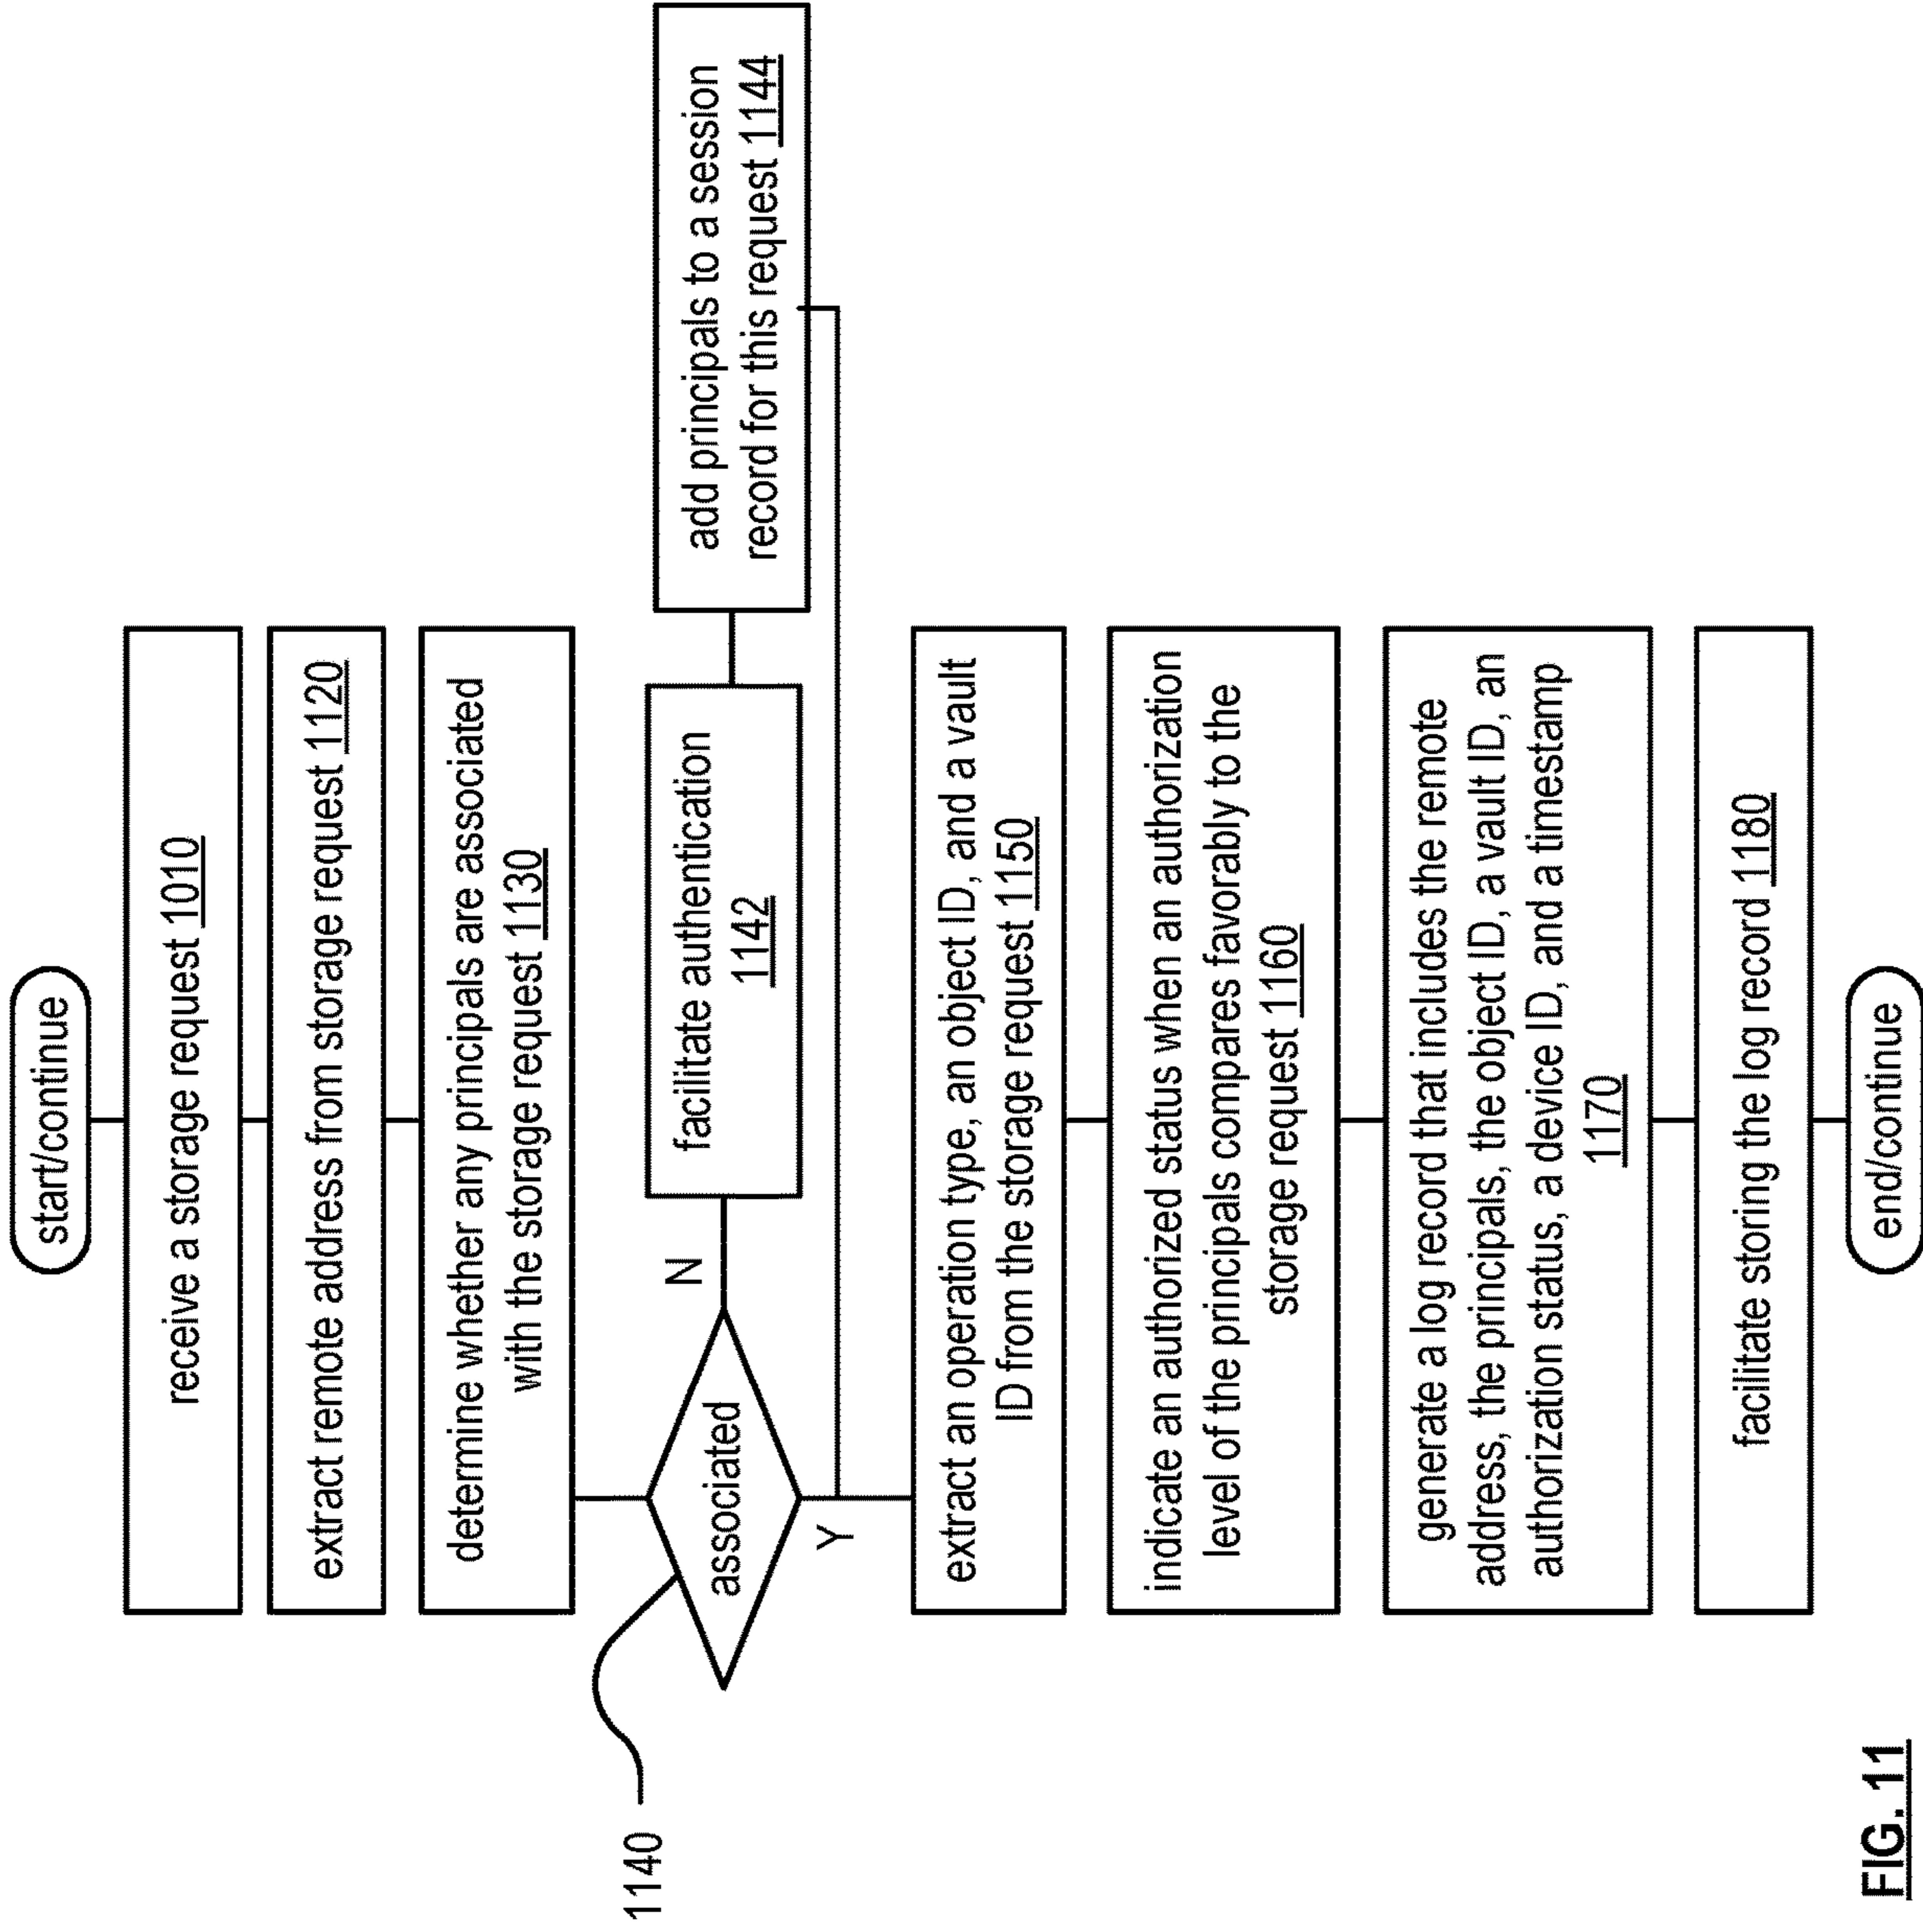 start/continue
receive a storage request 1010
extract remote address from storage request 1120
determine whether any principals are associated
with the storage request 1130
1140
associated
N
facilitate authentication
1142
add principals to a session
record for this request 1144
Y
extract an operation type, an object ID, and a vault
ID from the storage request 1150
indicate an authorized status when an authorization
level of the principals compares favorably to the
storage request 1160
generate a log record that includes the remote
address, the principals, the object ID, a vault ID, an
authorization status, a device ID, and a timestamp
1170
facilitate storing the log record 1180
end/continue
FIG. 11